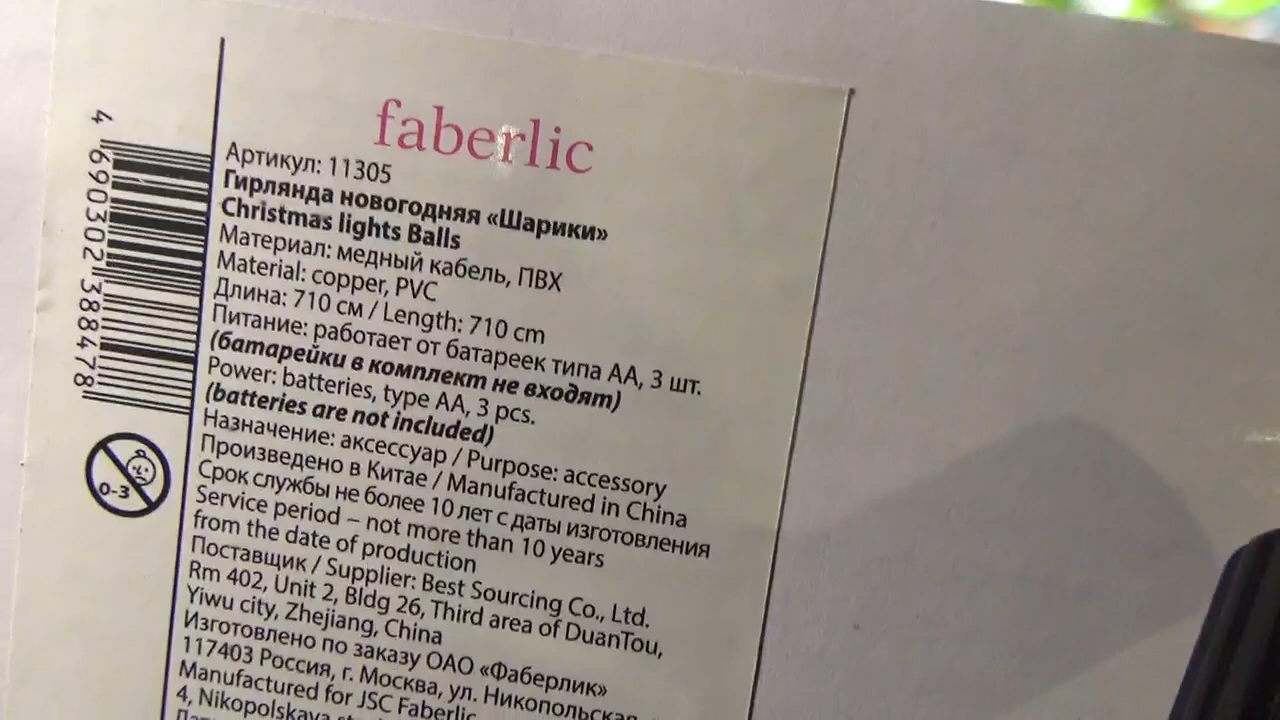 faberlic
Артикул: 11305
Гирлянда новогодняя «Шарики»
Christmas lights Balls
Материал: медный кабель, ПВХ
Material: copper, PVC
Длина: 710 см / Length: 710 cm
Питание: работает от батареек типа АА, 3 шт.
(батарейки в комплект не входят)
Power: batteries, type AA, 3 pcs.
(batteries are not included)
Назначение: аксессуар / Purpose: accessory
Произведено в Китае / Manufactured in China
Срок службы не более 10 лет с даты изготовления
Service period – not more than 10 years
from the date of production
Поставщик / Supplier: Best Sourcing Co., Ltd.
Rm 402, Unit 2, Bldg 26, Third area of DuanTou,
Yiwu city, Zhejiang, China
Изготовлено по заказу ОАО «Фаберлик»
117403 Россия, г. Москва, ул. Никопольская
Manufactured for JSC Faberlic
4, Nikopolskaya
4 690302 388478
0-3